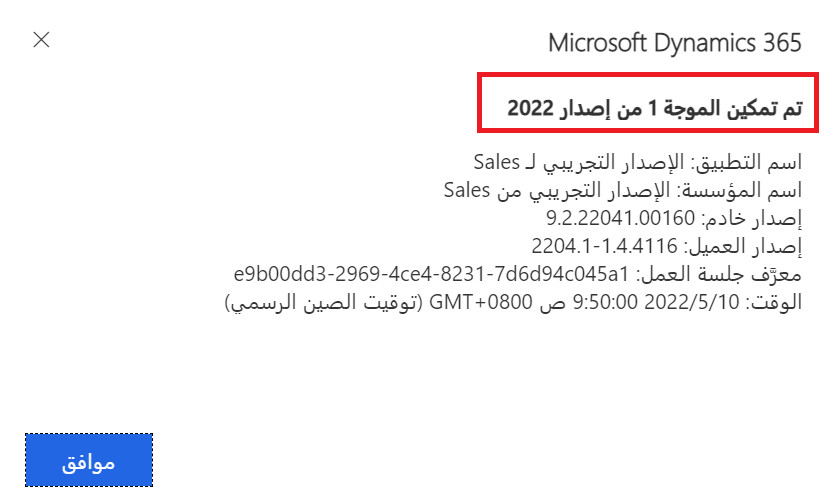 Microsoft Dynamics 365
تم تمكين الموجة 1 من إصدار 2022
اسم التطبيق: الإصدار التجريبي لـ Sales
اسم المؤسسة: الإصدار التجريبي من Sales
إصدار خادم: 9.2.22041.00160
إصدار العميل: 1.4.4116-2204.1
معرَّف جلسة العمل: e9b00dd3-2969-4ce4-8231-7d6d94c045a1
الوقت: 2022/5/10 9:50:00 ص GMT+0800 (توقيت الصين الرسمي)
موافق